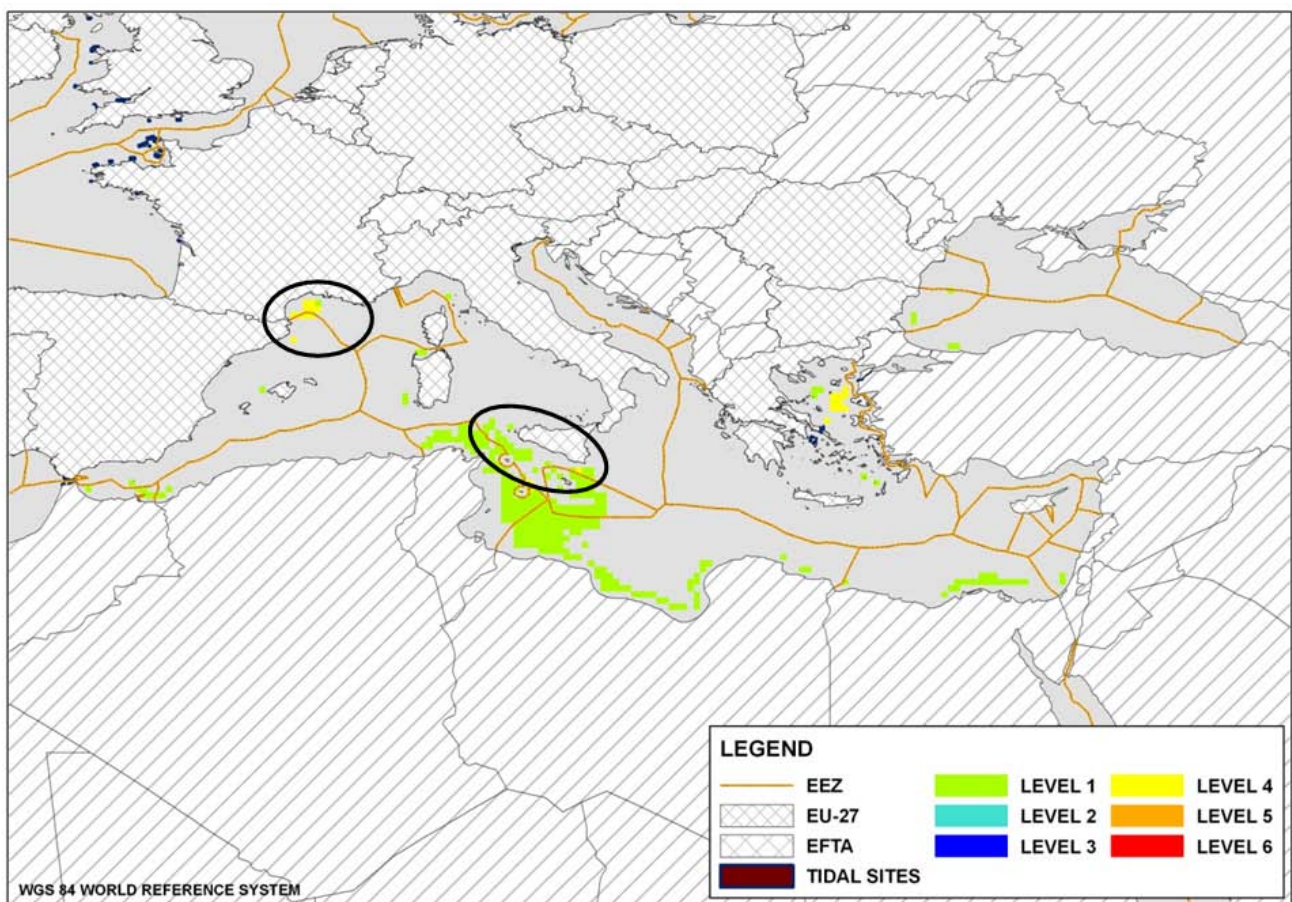 LEGEND
EEZ
EU-27
EFTA
TIDAL SITES
LEVEL 1
LEVEL 2
LEVEL 3
LEVEL 4
LEVEL 5
LEVEL 6
WGS 84 WORLD REFERENCE SYSTEM